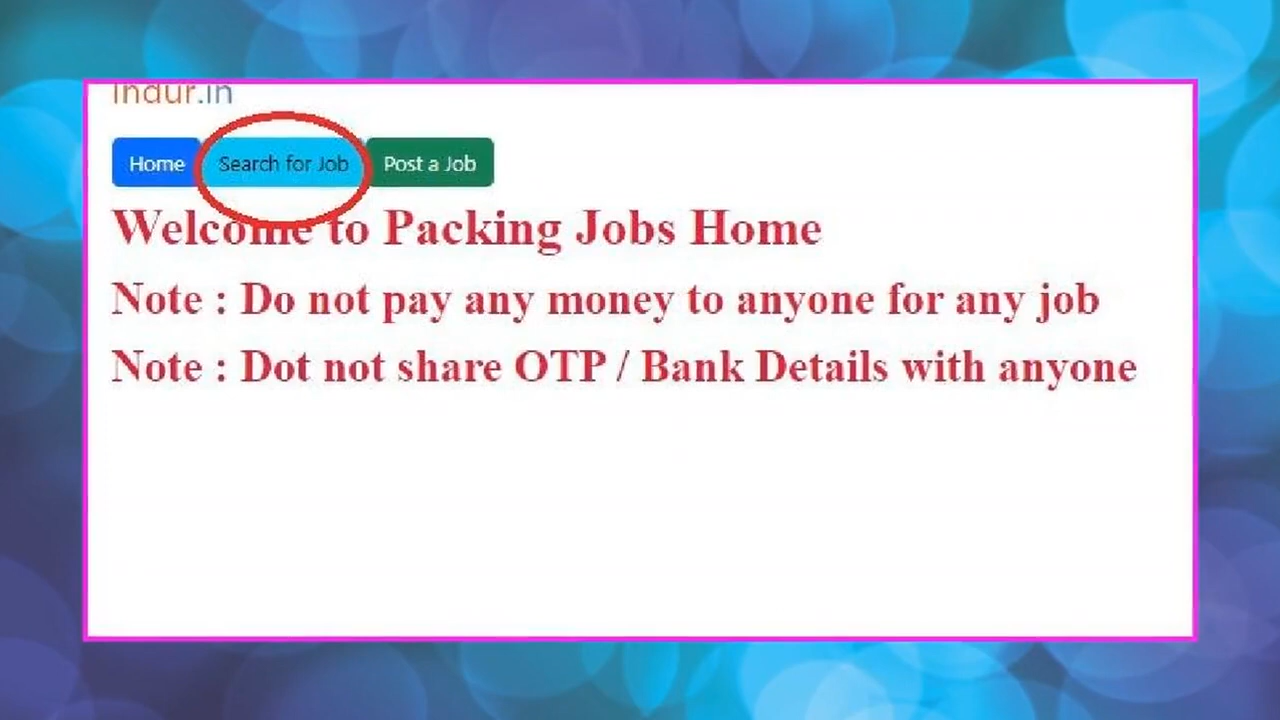 indur.in
Home Search for Job Post a Job
Welcome to Packing Jobs Home
Note : Do not pay any money to anyone for any job
Note : Dot not share OTP / Bank Details with anyone